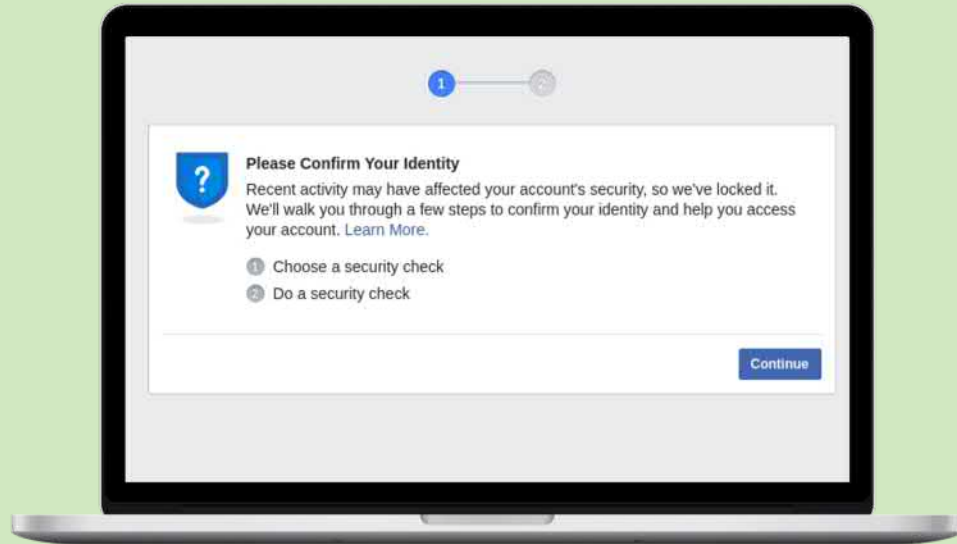 1 2
?
Please Confirm Your Identity
Recent activity may have affected your account's security, so we've locked it.
We'll walk you through a few steps to confirm your identity and help you access
your account. Learn More.
1 Choose a security check
2 Do a security check
Continue